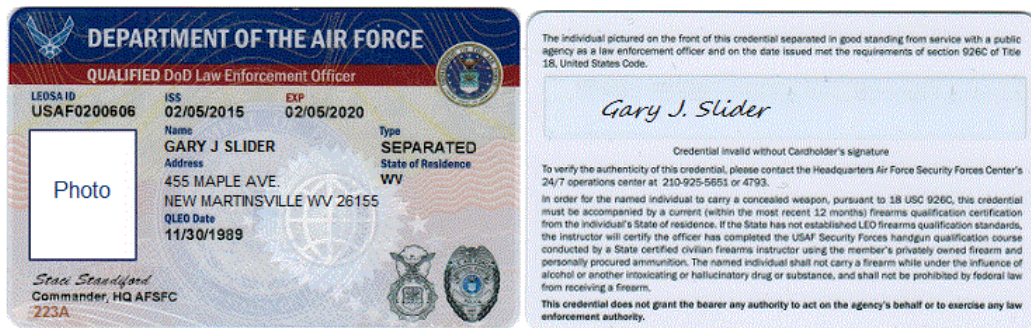 DEPARTMENT OF THE AIR FORCE
QUALIFIED DoD Law Enforcement Officer
LEOSA ID ISS EXP
USAF0200606 02/05/2015 02/05/2020
Name Type
GARY J SLIDER SEPARATED
Address State of Residence
455 MAPLE AVE. WV
NEW MARTINSVILLE WV 26155
QLEO Date
11/30/1989
Photo
Staci Standiford
Commander, HQ AFSFC
223A
The individual pictured on the front of this credential separated in good standing from service with a public
agency as a law enforcement officer and on the date issued met the requirements of section 926C of Title
18, United States Code.
Gary J. Slider
Credential invalid without Cardholder's signature
To verify the authenticity of this credential, please contact the Headquarters Air Force Security Forces Center's
24/7 operations center at 210-925-5651 or 4793.
In order for the named individual to carry a concealed weapon, pursuant to 18 USC 926C, this credential
must be accompanied by a current (within the most recent 12 months) firearms qualification certification
from the individual's State of residence. If the State has not established LEO firearms qualification standards,
the instructor will certify the officer has completed the USAF Security Forces handgun qualification course
conducted by a State certified civilian firearms instructor using the member's privately owned firearm and
personally procured ammunition. The named individual shall not carry a firearm while under the influence of
alcohol or another intoxicating or hallucinatory drug or substance, and shall not be prohibited by federal law
from receiving a firearm.
This credential does not grant the bearer any authority to act on the agency's behalf or to exercise any law
enforcement authority.